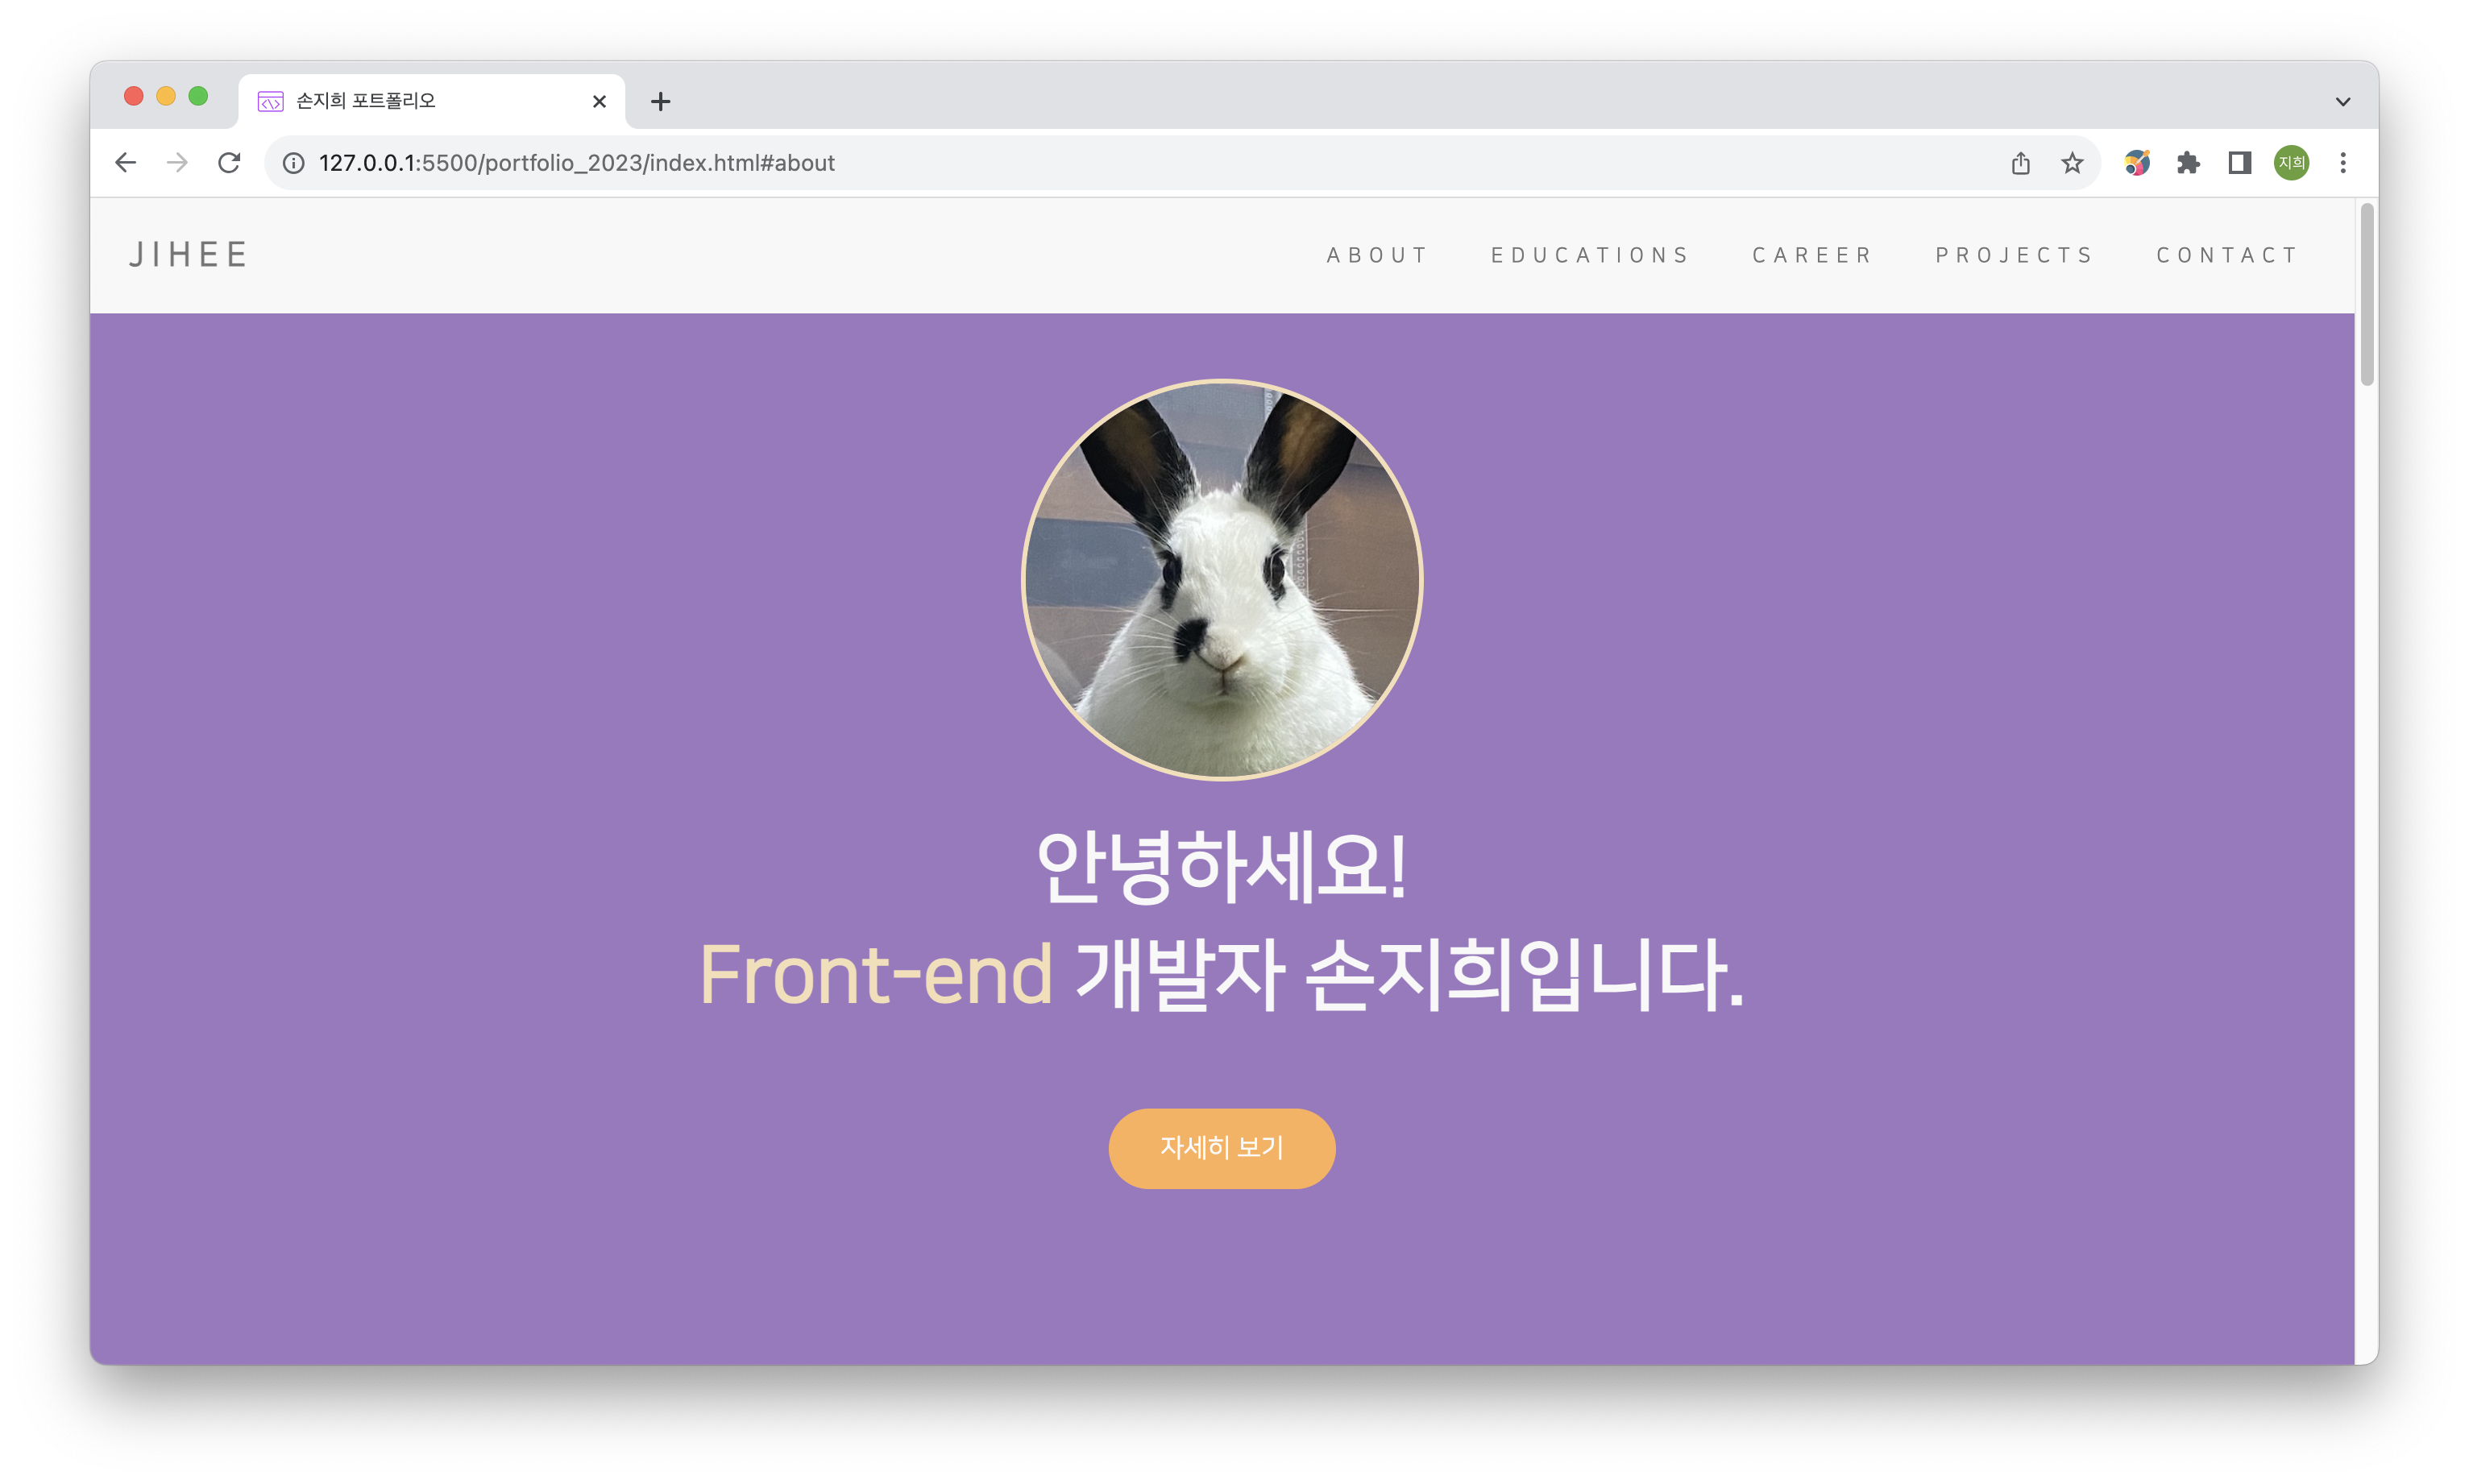 손지희 포트폴리오
127.0.0.1:5500/portfolio_2023/index.html#about
지희
JIHEE
ABOUT EDUCATIONS CAREER PROJECTS CONTACT
안녕하세요!
Front-end 개발자 손지희입니다.
자세히 보기